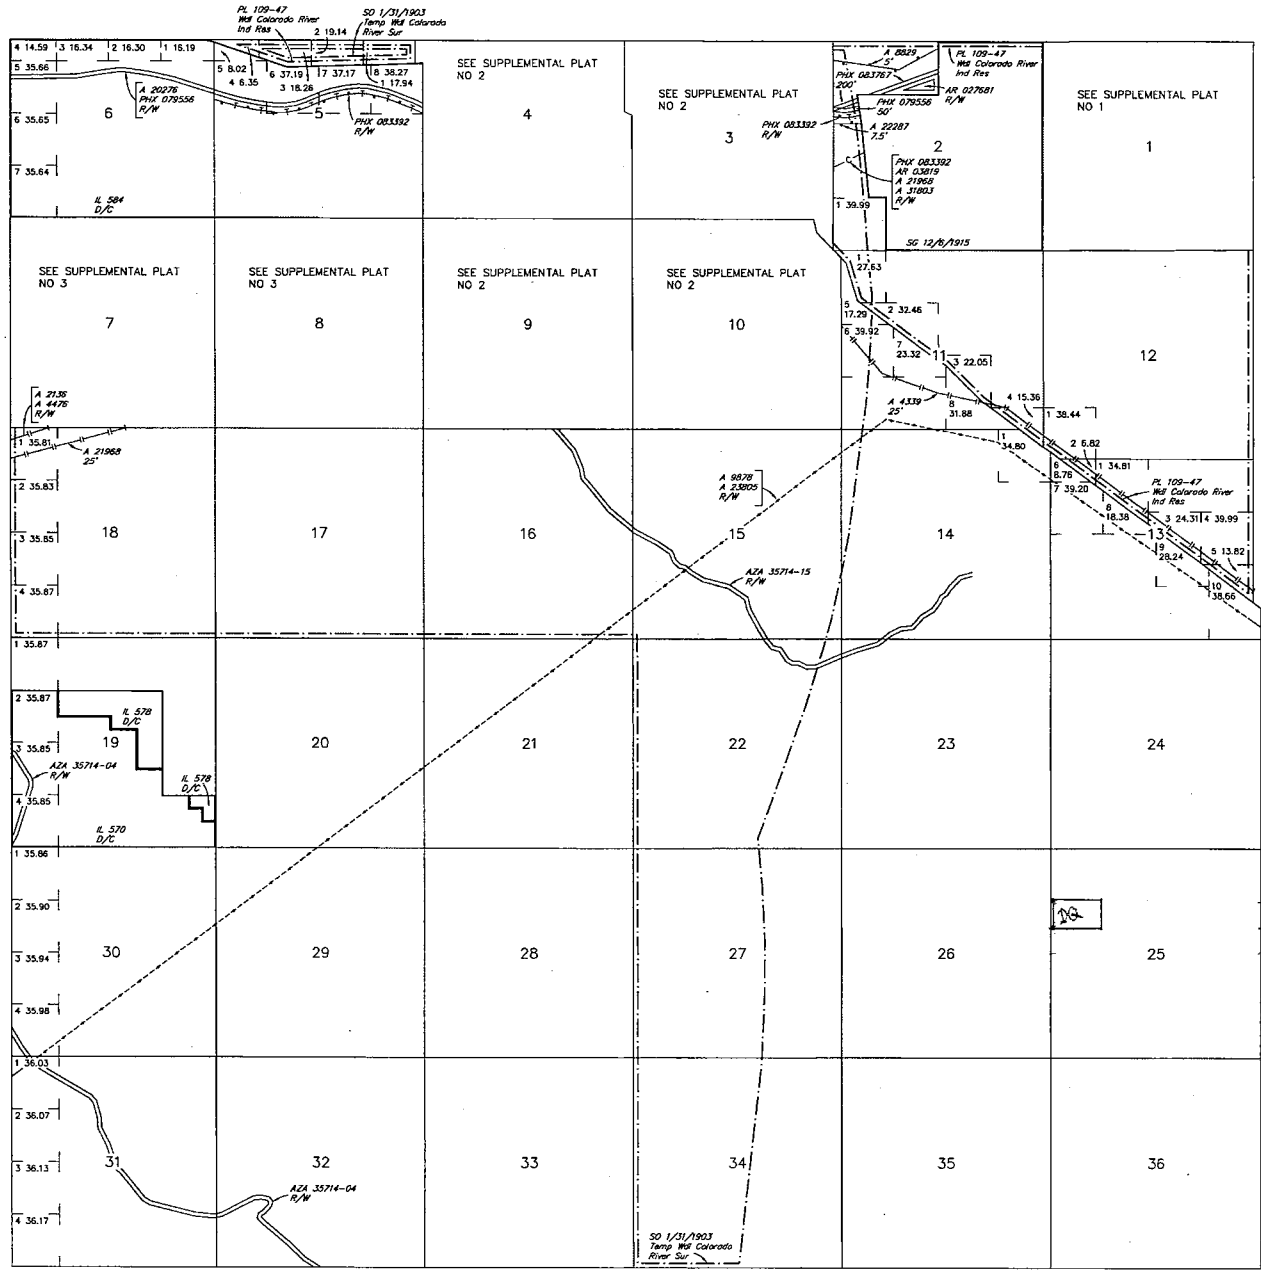 PL 109-47
Wdl Colorado River
Ind Res
SO 1/31/1903
Temp Wdl Colorado
River Sur
2 19.14
4 14.59
3 16.34
2 16.30
1 16.19
5 35.66
5 8.02
4 6.35
6 37.19
7 37.17
8 38.27
3 18.26
1 17.94
A 20276
PHX 079556
R/W
6
6 35.65
5
PHX 083392
R/W
7 35.64
IL 584
D/C
SEE SUPPLEMENTAL PLAT
NO 2
4
SEE SUPPLEMENTAL PLAT
NO 2
3
A 8829
5'
PHX 083767
200'
PL 109-47
Wdl Colorado River
Ind Res
AR 027681
R/W
PHX 079556
50'
PHX 083392
R/W
A 22287
7.5'
2
PHX 083392
AR 03819
A 21968
A 31803
R/W
1 39.99
SG 12/6/1915
SEE SUPPLEMENTAL PLAT
NO 1
1
SEE SUPPLEMENTAL PLAT
NO 3
7
SEE SUPPLEMENTAL PLAT
NO 3
8
SEE SUPPLEMENTAL PLAT
NO 2
9
SEE SUPPLEMENTAL PLAT
NO 2
10
1
27.63
5
17.29
2 32.46
6 39.92
7
23.32
11
3 22.05
A 4339
25'
8
31.88
4 15.36
12
1 38.44
2 6.82
A 2136
A 4476
R/W
1 35.81
A 21968
25'
2 35.83
3 35.85
18
4 35.87
17
16
A 9878
A 23805
R/W
15
AZA 35714-15
R/W
14
1
34.80
6
8.76
1 34.81
7 39.20
PL 109-47
Wdl Colorado River
Ind Res
8
18.38
3 24.31
4 39.99
13
9
28.24
5 13.82
10
38.66
1 35.87
2 35.87
IL 578
D/C
3 35.85
19
AZA 35714-04
R/W
IL 578
D/C
4 35.85
IL 570
D/C
20
21
22
23
24
1 35.86
2 35.90
30
3 35.94
4 35.98
29
28
27
26
DQ
25
1 36.03
2 36.07
3 36.13
31
4 36.17
32
AZA 35714-04
R/W
33
34
35
36
SO 1/31/1903
Temp Wdl Colorado
River Sur